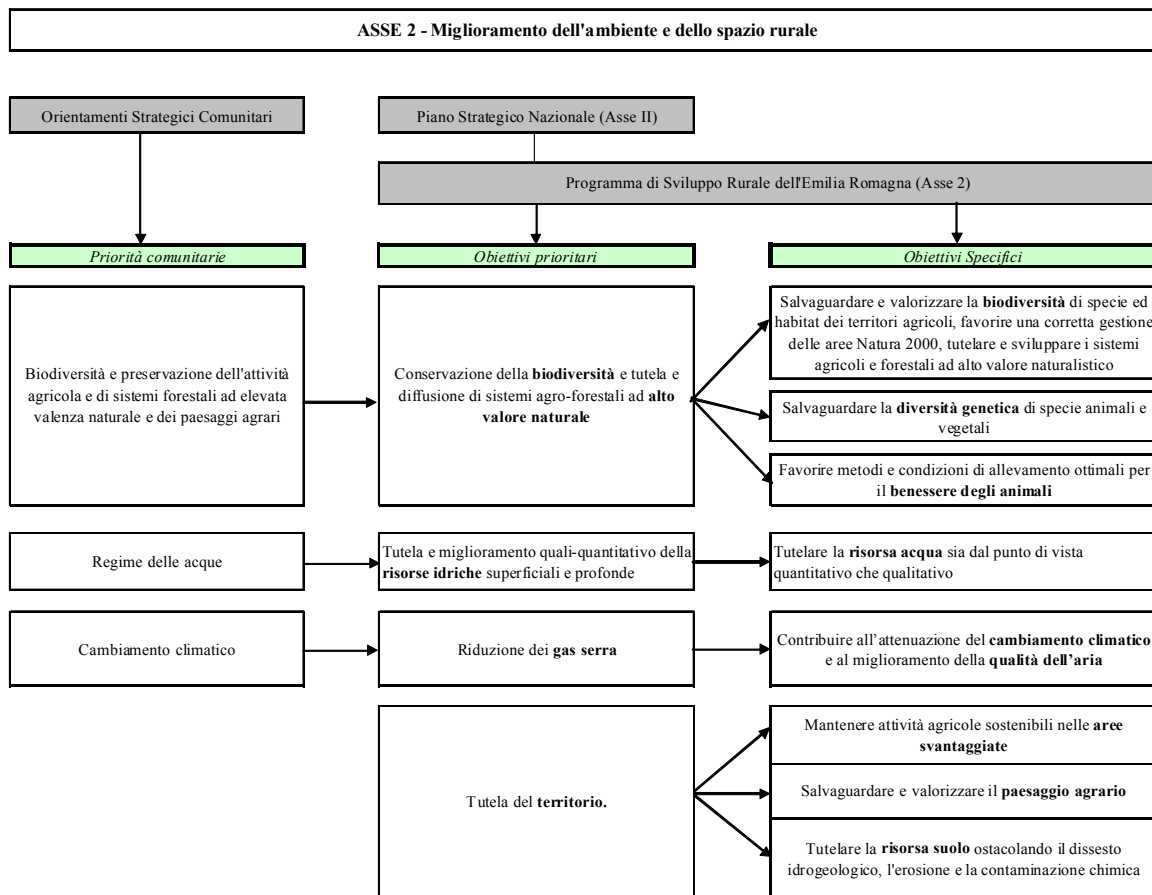 ASSE 2 - Miglioramento dell'ambiente e dello spazio rurale
Orientamenti Strategici Comunitari
Piano Strategico Nazionale (Asse II)
Programma di Sviluppo Rurale dell'Emilia Romagna (Asse 2)
Priorità comunitarie
Obiettivi prioritari
Obiettivi Specifici
Biodiversità e preservazione dell'attività
agricola e di sistemi forestali ad elevata
valenza naturale e dei paesaggi agrari
Conservazione della biodiversità e tutela e
diffusione di sistemi agro-forestali ad alto
valore naturale
Salvaguardare e valorizzare la biodiversità di specie ed
habitat dei territori agricoli, favorire una corretta gestione
delle aree Natura 2000, tutelare e sviluppare i sistemi
agricoli e forestali ad alto valore naturalistico
Salvaguardare la diversità genetica di specie animali e
vegetali
Favorire metodi e condizioni di allevamento ottimali per
il benessere degli animali
Regime delle acque
Tutela e miglioramento quali-quantitativo della
risorse idriche superficiali e profonde
Tutelare la risorsa acqua sia dal punto di vista
quantitativo che qualitativo
Cambiamento climatico
Riduzione dei gas serra
Contribuire all’attenuazione del cambiamento climatico
e al miglioramento della qualità dell’aria
Tutela del territorio.
Mantenere attività agricole sostenibili nelle aree
svantaggiate
Salvaguardare e valorizzare il paesaggio agrario
Tutelare la risorsa suolo ostacolando il dissesto
idrogeologico, l'erosione e la contaminazione chimica